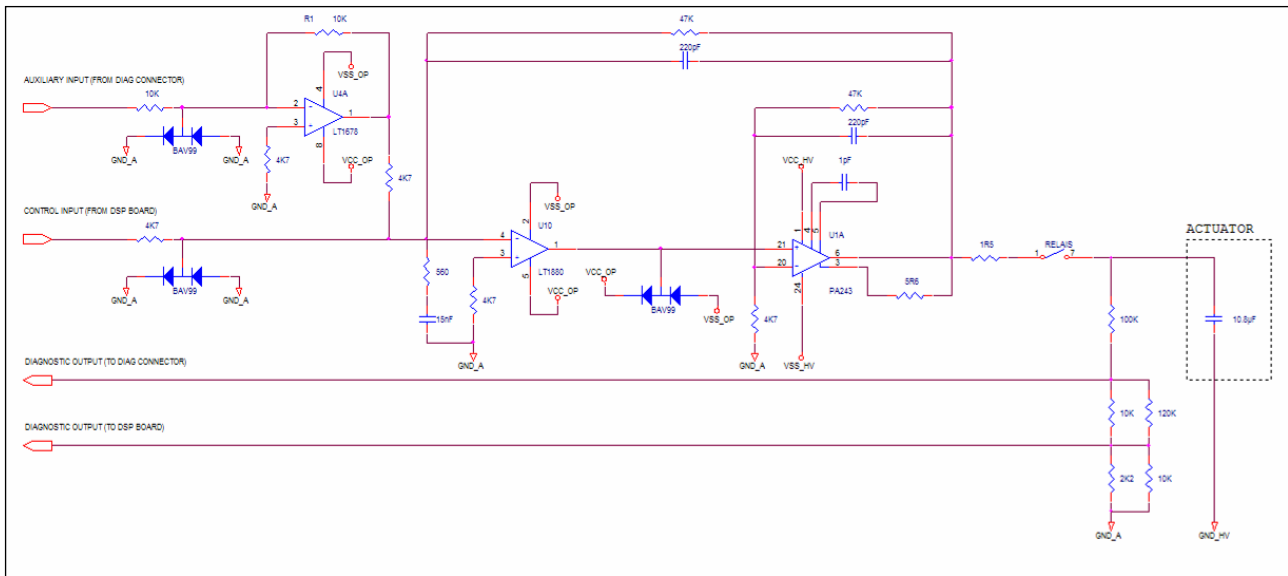 R1 10K
47K
220pF
AUXILIARY INPUT (FROM DIAG CONNECTOR)
10K
4
VSS_OP
U4A
2
1
3
LT1678
8
VCC_OP
BAV99
GND_A
GND_A
4K7
GND_A
4K7
47K
220pF
1pF
VCC_HV
CONTROL INPUT (FROM DSP BOARD)
4K7
BAV99
GND_A
GND_A
560
15nF
4
2
VSS_OP
U10
1
3
LT1880
5
VCC_OP
4K7
GND_A
VCC_OP
BAV99
VSS_OP
1
4
5
U1A
21
20
6
3
24
PA243
5R6
4K7
GND_A
VSS_HV
1R5
RELAIS
1
7
ACTUATOR
10.8µF
100K
DIAGNOSTIC OUTPUT (TO DIAG CONNECTOR)
10K
120K
DIAGNOSTIC OUTPUT (TO DSP BOARD)
2K2
10K
GND_A
GND_HV